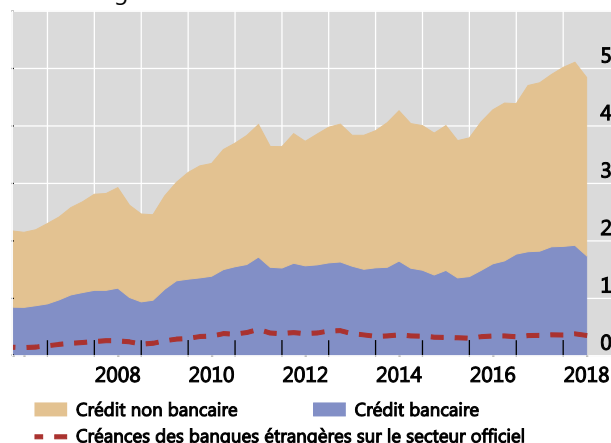 5
4
3
2
1
0
2008 2010 2012 2014 2016 2018
Crédit non bancaire Crédit bancaire
Créances des banques étrangères sur le secteur officiel